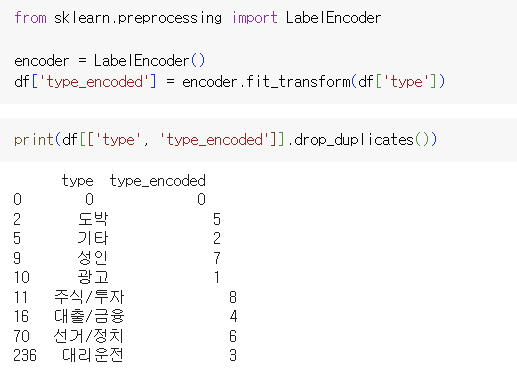 from sklearn.preprocessing import LabelEncoder
encoder = LabelEncoder()
df['type_encoded'] = encoder.fit_transform(df['type'])
print(df[['type', 'type_encoded']].drop_duplicates())
type type_encoded
0 0 0
2 도박 5
5 기타 2
9 성인 7
10 광고 1
11 주식/투자 8
16 대출/금융 4
70 선거/정치 6
236 대리운전 3